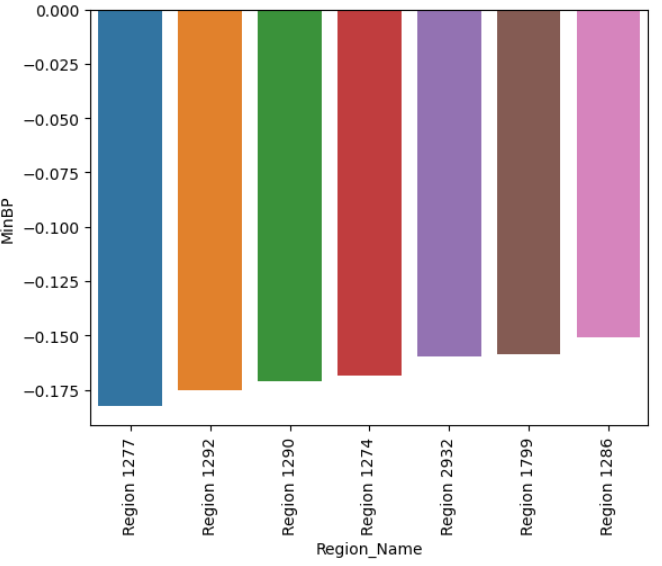 0.000
−0.025
−0.050
−0.075
−0.100
−0.125
−0.150
−0.175
MinBP
Region 1277
Region 1292
Region 1290
Region 1274
Region 2932
Region 1799
Region 1286
Region_Name